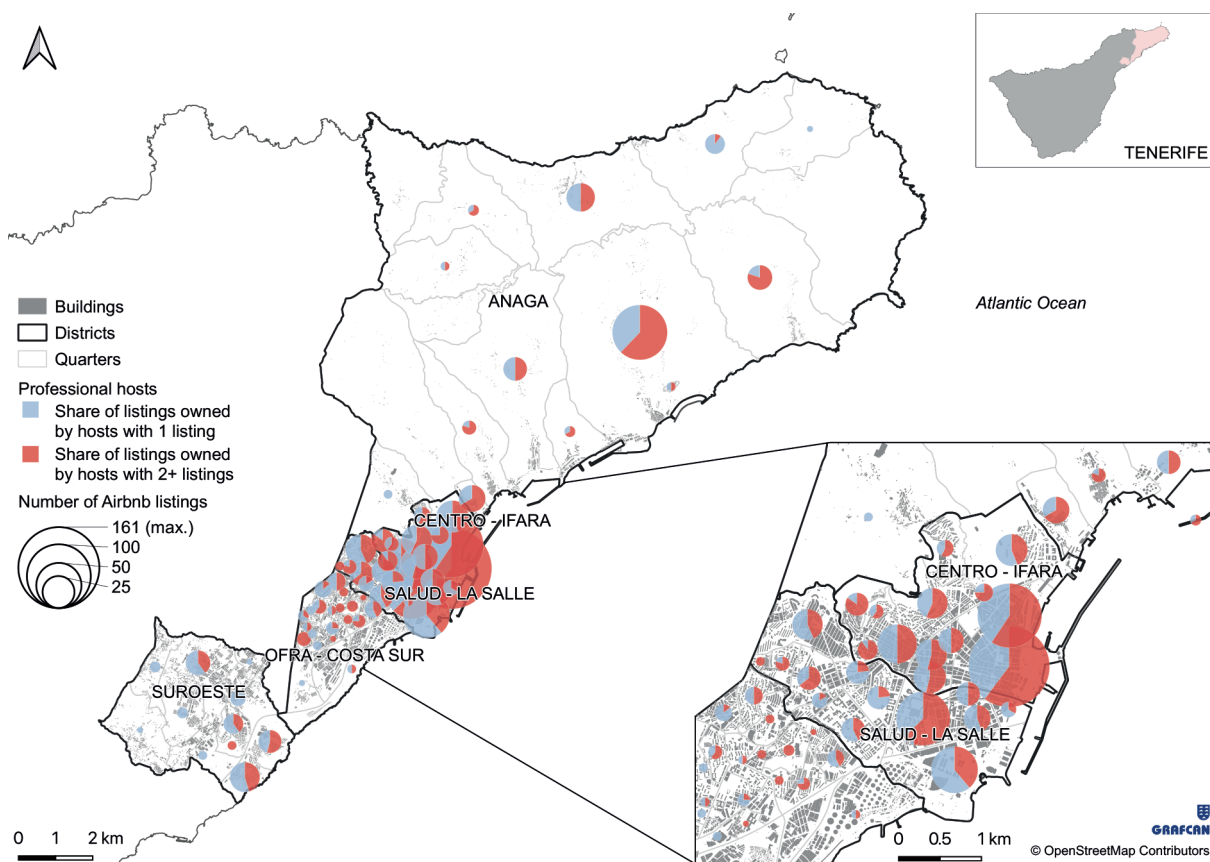 TENERIFE
Atlantic Ocean
ANAGA
Buildings
Districts
Quarters
Professional hosts
Share of listings owned
by hosts with 1 listing
Share of listings owned
by hosts with 2+ listings
Number of Airbnb listings
161 (max.)
100
50
25
CENTRO - IFARA
SALUD - LA SALLE
OFRA - COSTA SUR
SUROESTE
0 1 2 km
CENTRO - IFARA
SALUD - LA SALLE
0 0.5 1 km
GRAFCAN
© OpenStreetMap Contributors